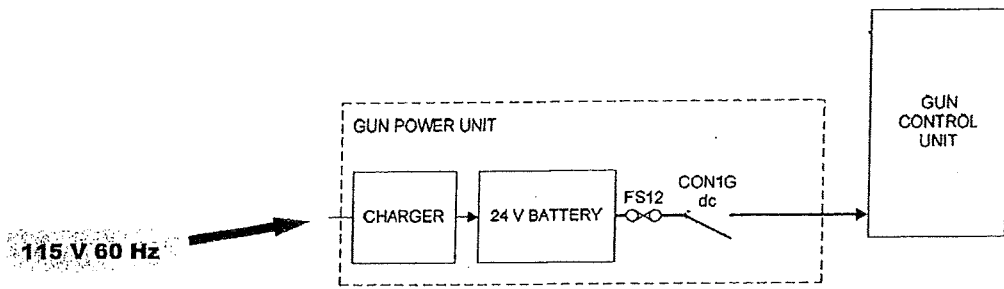 GUN
CONTROL
UNIT
GUN POWER UNIT
CHARGER
24 V BATTERY
FS12
CON1G
dc
115 V 60 Hz